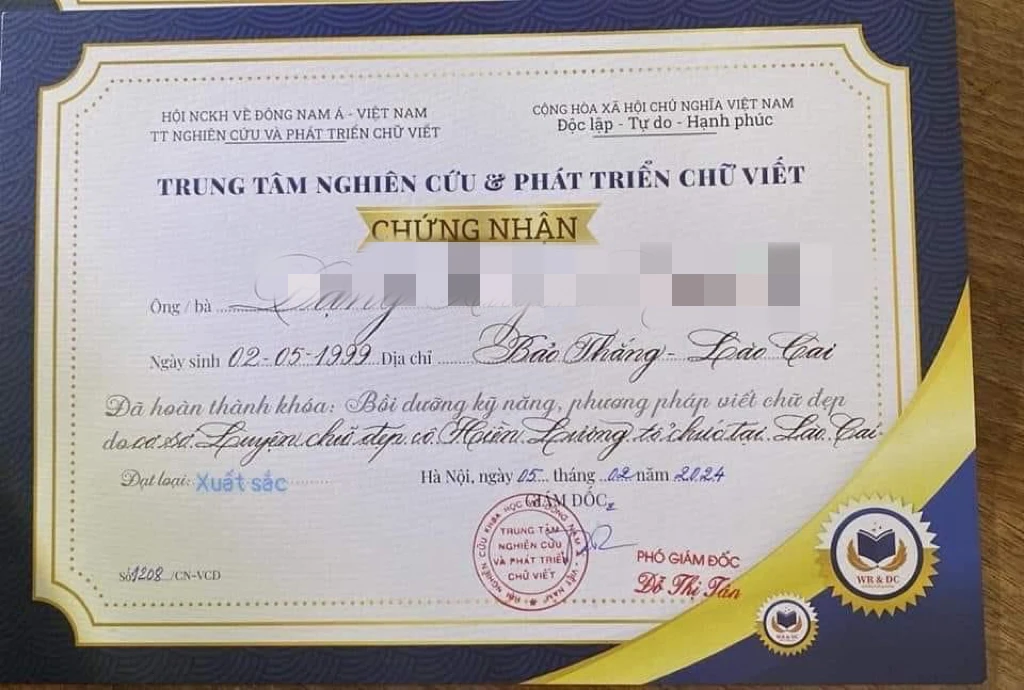 HỘI NCKH VỀ ĐÔNG NAM Á - VIỆT NAM
TT NGHIÊN CỨU VÀ PHÁT TRIỂN CHỮ VIẾT
CỘNG HÒA XÃ HỘI CHỦ NGHĨA VIỆT NAM
Độc lập - Tự do - Hạnh phúc
TRUNG TÂM NGHIÊN CỨU & PHÁT TRIỂN CHỮ VIẾT
CHỨNG NHẬN
Ông / bà
Ngày sinh 02-05-1999 Địa chỉ Bảo Thắng - Lào Cai
Đã hoàn thành khóa: Bồi dưỡng kỹ năng, phương pháp viết chữ đẹp
do cơ sở Luyện chữ đẹp cô Hiền Lương tổ chức tại Lào Cai
Đạt loại: Xuất sắc
Hà Nội, ngày 05 tháng 02 năm 2024
GIÁM ĐỐC
TRUNG TÂM
NGHIÊN CỨU
VÀ PHÁT TRIỂN
CHỮ VIẾT
PHÓ GIÁM ĐỐC
Đỗ Thị Tán
Số 1208 /CN-VCD
WR & DC
WR & DC